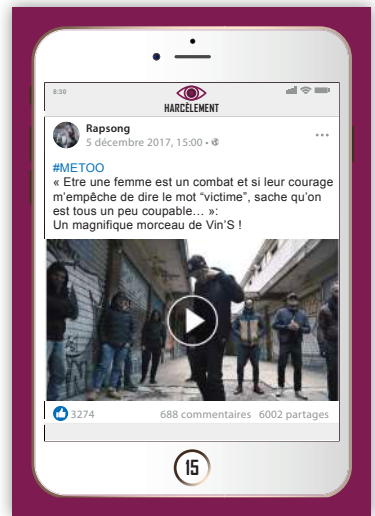 8:30
HARCÈLEMENT
Rapsong
5 décembre 2017, 15:00 •
...
#METOO
« Etre une femme est un combat et si leur courage
m'empêche de dire le mot “victime”, sache qu'on
est tous un peu coupable... »:
Un magnifique morceau de Vin'S !
3274 688 commentaires 6002 partages
15